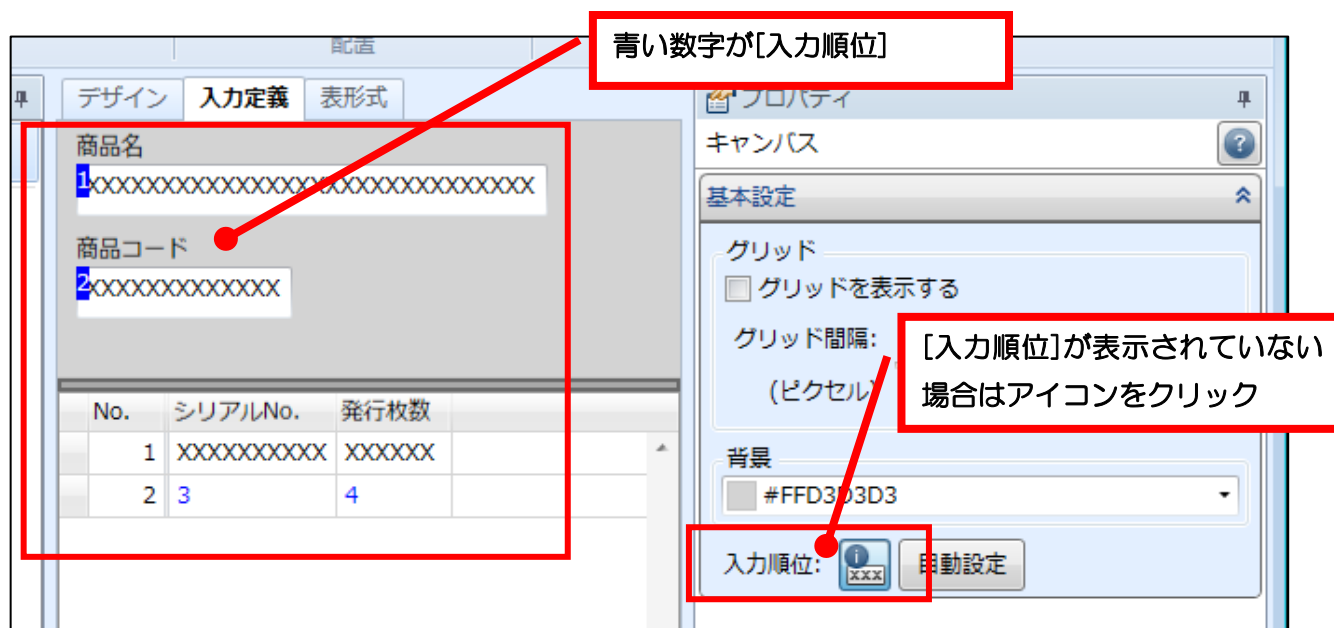 配置
青い数字が[入力順位]
デザイン 入力定義 表形式
商品名
1XXXXXXXXXXXXXXXXXXXXXXXXXXXXXX
商品コード
2XXXXXXXXXXXXX
No. シリアルNo. 発行枚数
1 XXXXXXXXXX XXXXXX
2 3 4
プロパティ
キャンバス
?
基本設定
グリッド
グリッドを表示する
グリッド間隔:
(ピクセル)
[入力順位]が表示されていない
場合はアイコンをクリック
背景
#FFD3D3D3
入力順位: i xxx 自動設定